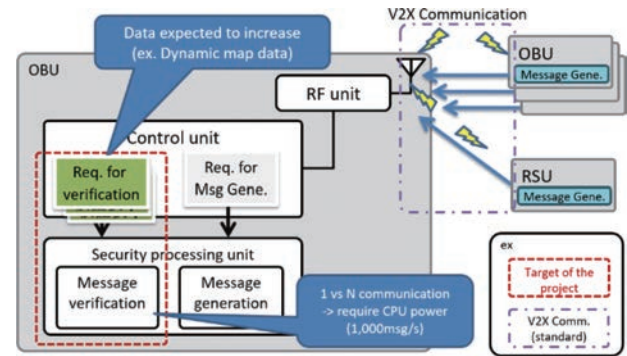 V2X Communication
Data expected to increase
(ex. Dynamic map data)
OBU
RF unit
OBU
Message Gene.
Control unit
Req. for
verification
Req. for
Msg Gene.
RSU
Message Gene.
Security processing unit
Message
verification
Message
generation
1 vs N communication
-> require CPU power
(1,000msg/s)
ex
Target of the
project
V2X Comm.
(standard)